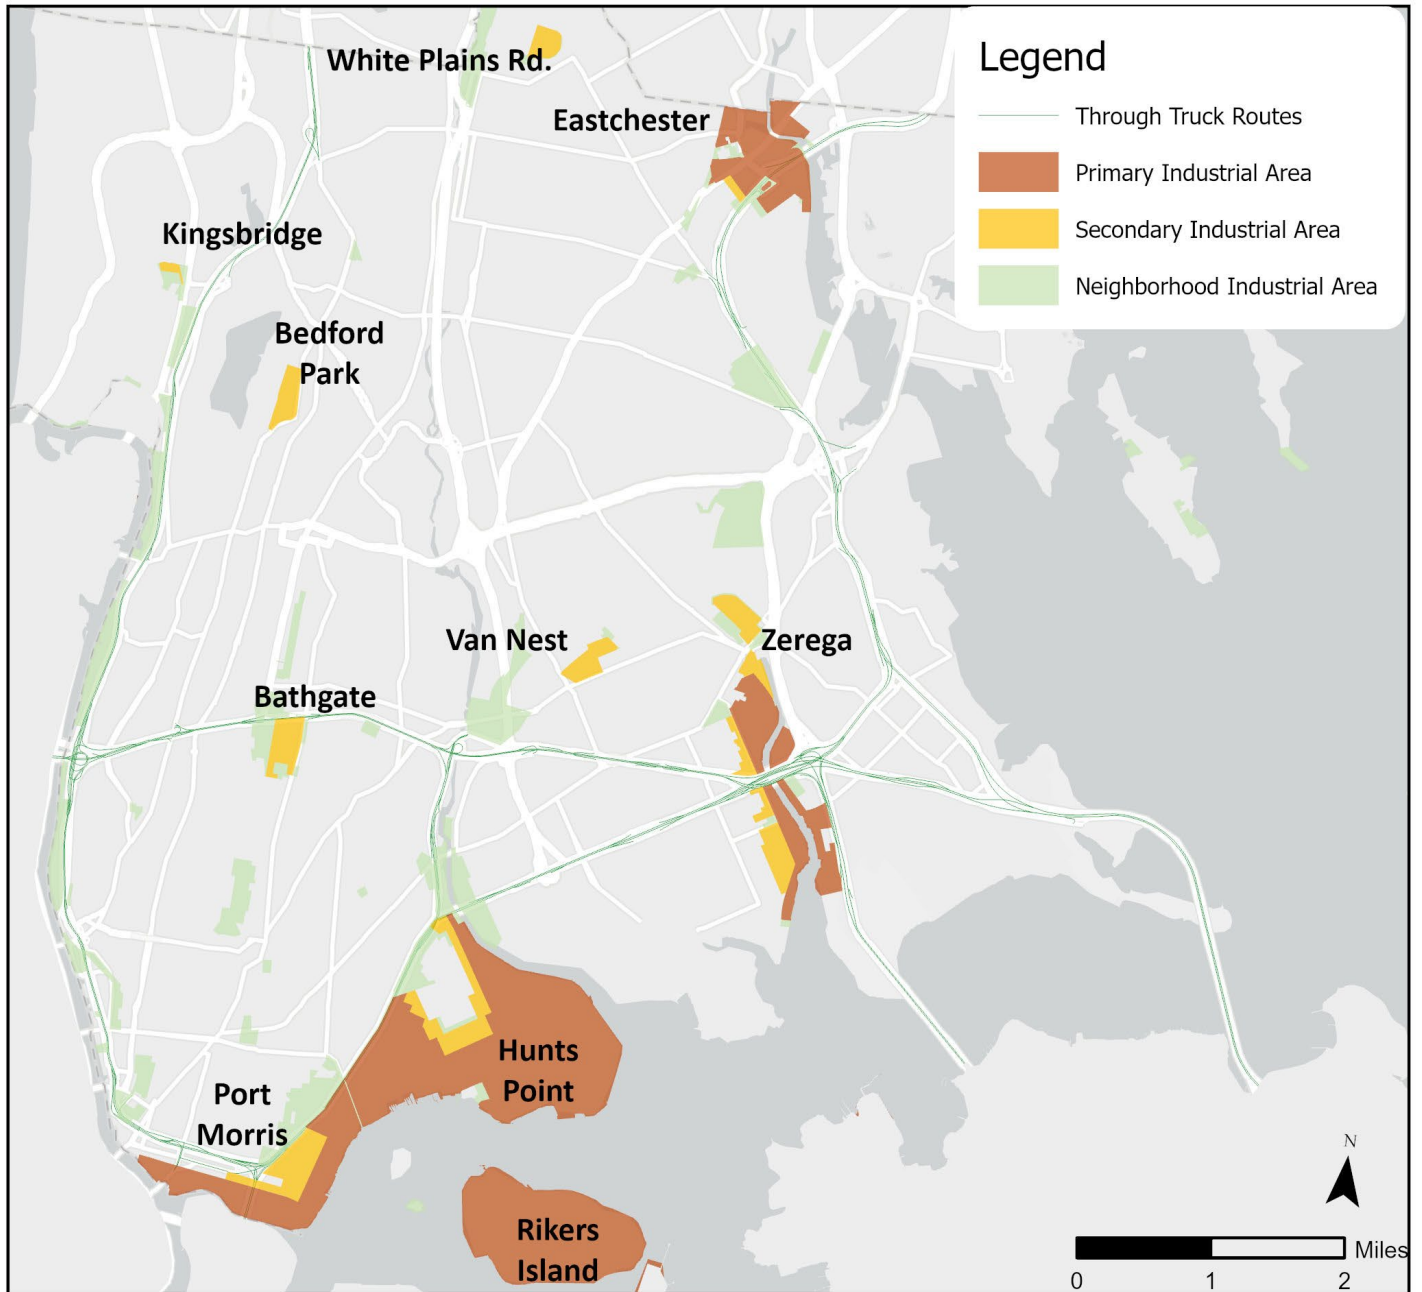 White Plains Rd.
Eastchester
Kingsbridge
Bedford
Park
Van Nest
Zerega
Bathgate
Hunts
Point
Port
Morris
Rikers
Island
Legend
Through Truck Routes
Primary Industrial Area
Secondary Industrial Area
Neighborhood Industrial Area
N
Miles
0 1 2